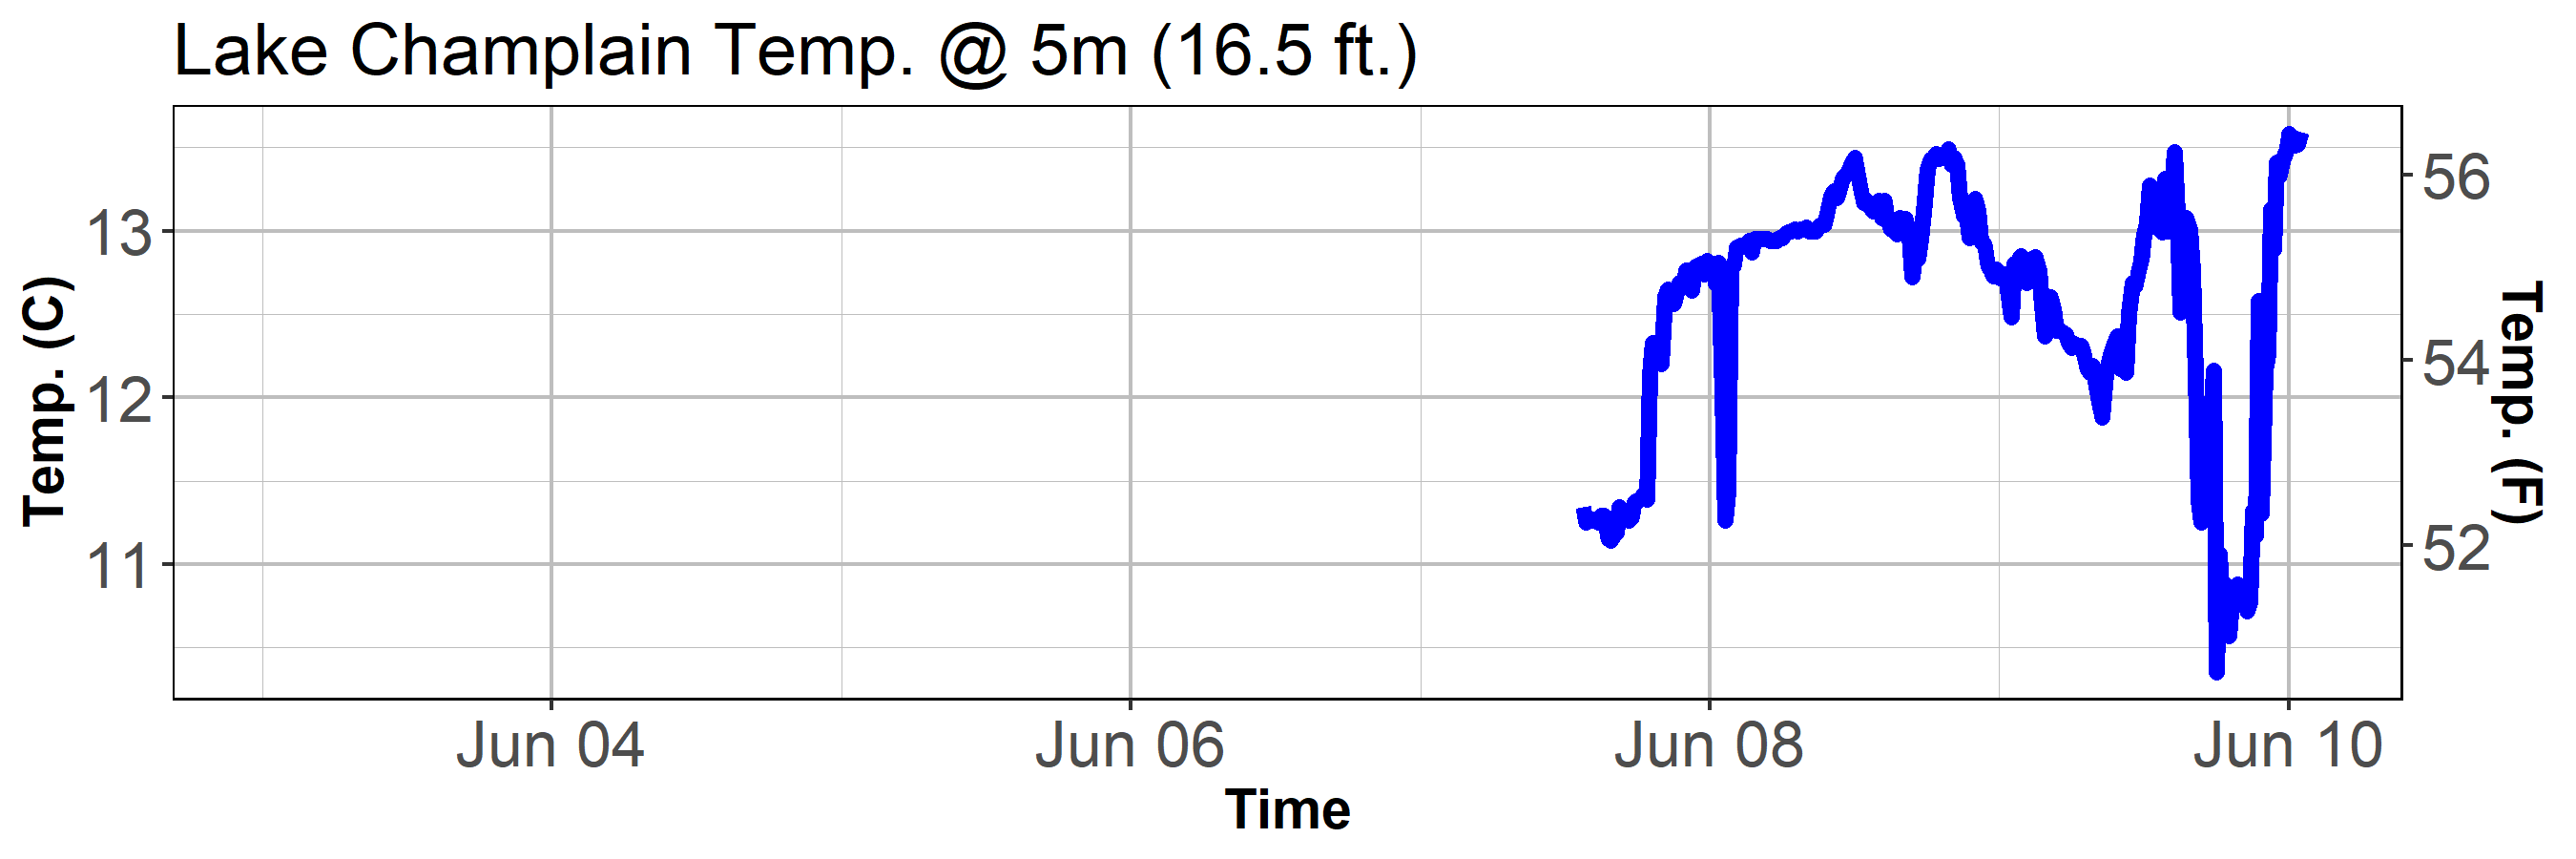 Lake Champlain Temp. @ 5m (16.5 ft.)
Temp. (C)
13
12
11
56
54
52
Temp. (F)
Jun 04 Jun 06 Jun 08 Jun 10
Time